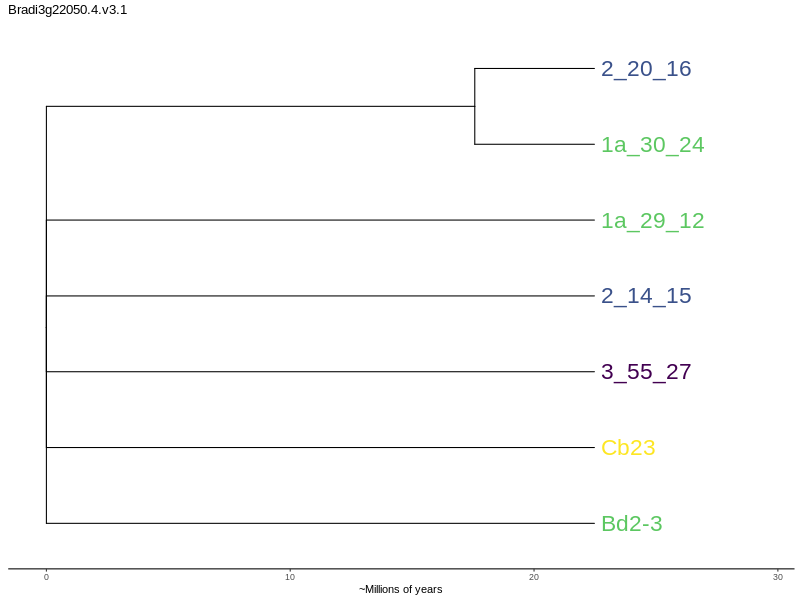 Bradi3g22050.4.v3.1
2_20_16
1a_30_24
1a_29_12
2_14_15
3_55_27
Cb23
Bd2-3
0 10 20 30
~Millions of years